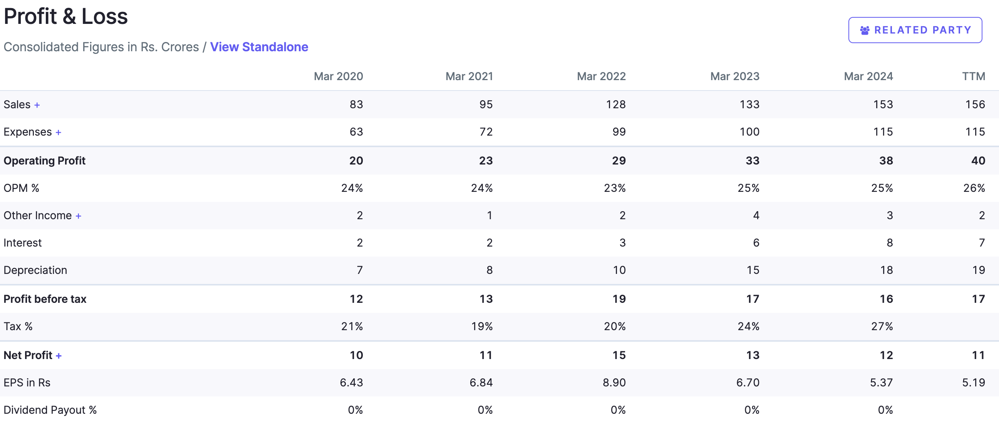 Profit & Loss
RELATED PARTY
Consolidated Figures in Rs. Crores / View Standalone
Mar 2020 Mar 2021 Mar 2022 Mar 2023 Mar 2024 TTM
Sales + 83 95 128 133 153 156
Expenses + 63 72 99 100 115 115
Operating Profit 20 23 29 33 38 40
OPM % 24% 24% 23% 25% 25% 26%
Other Income + 2 1 2 4 3 2
Interest 2 2 3 6 8 7
Depreciation 7 8 10 15 18 19
Profit before tax 12 13 19 17 16 17
Tax % 21% 19% 20% 24% 27%
Net Profit + 10 11 15 13 12 11
EPS in Rs 6.43 6.84 8.90 6.70 5.37 5.19
Dividend Payout % 0% 0% 0% 0% 0%